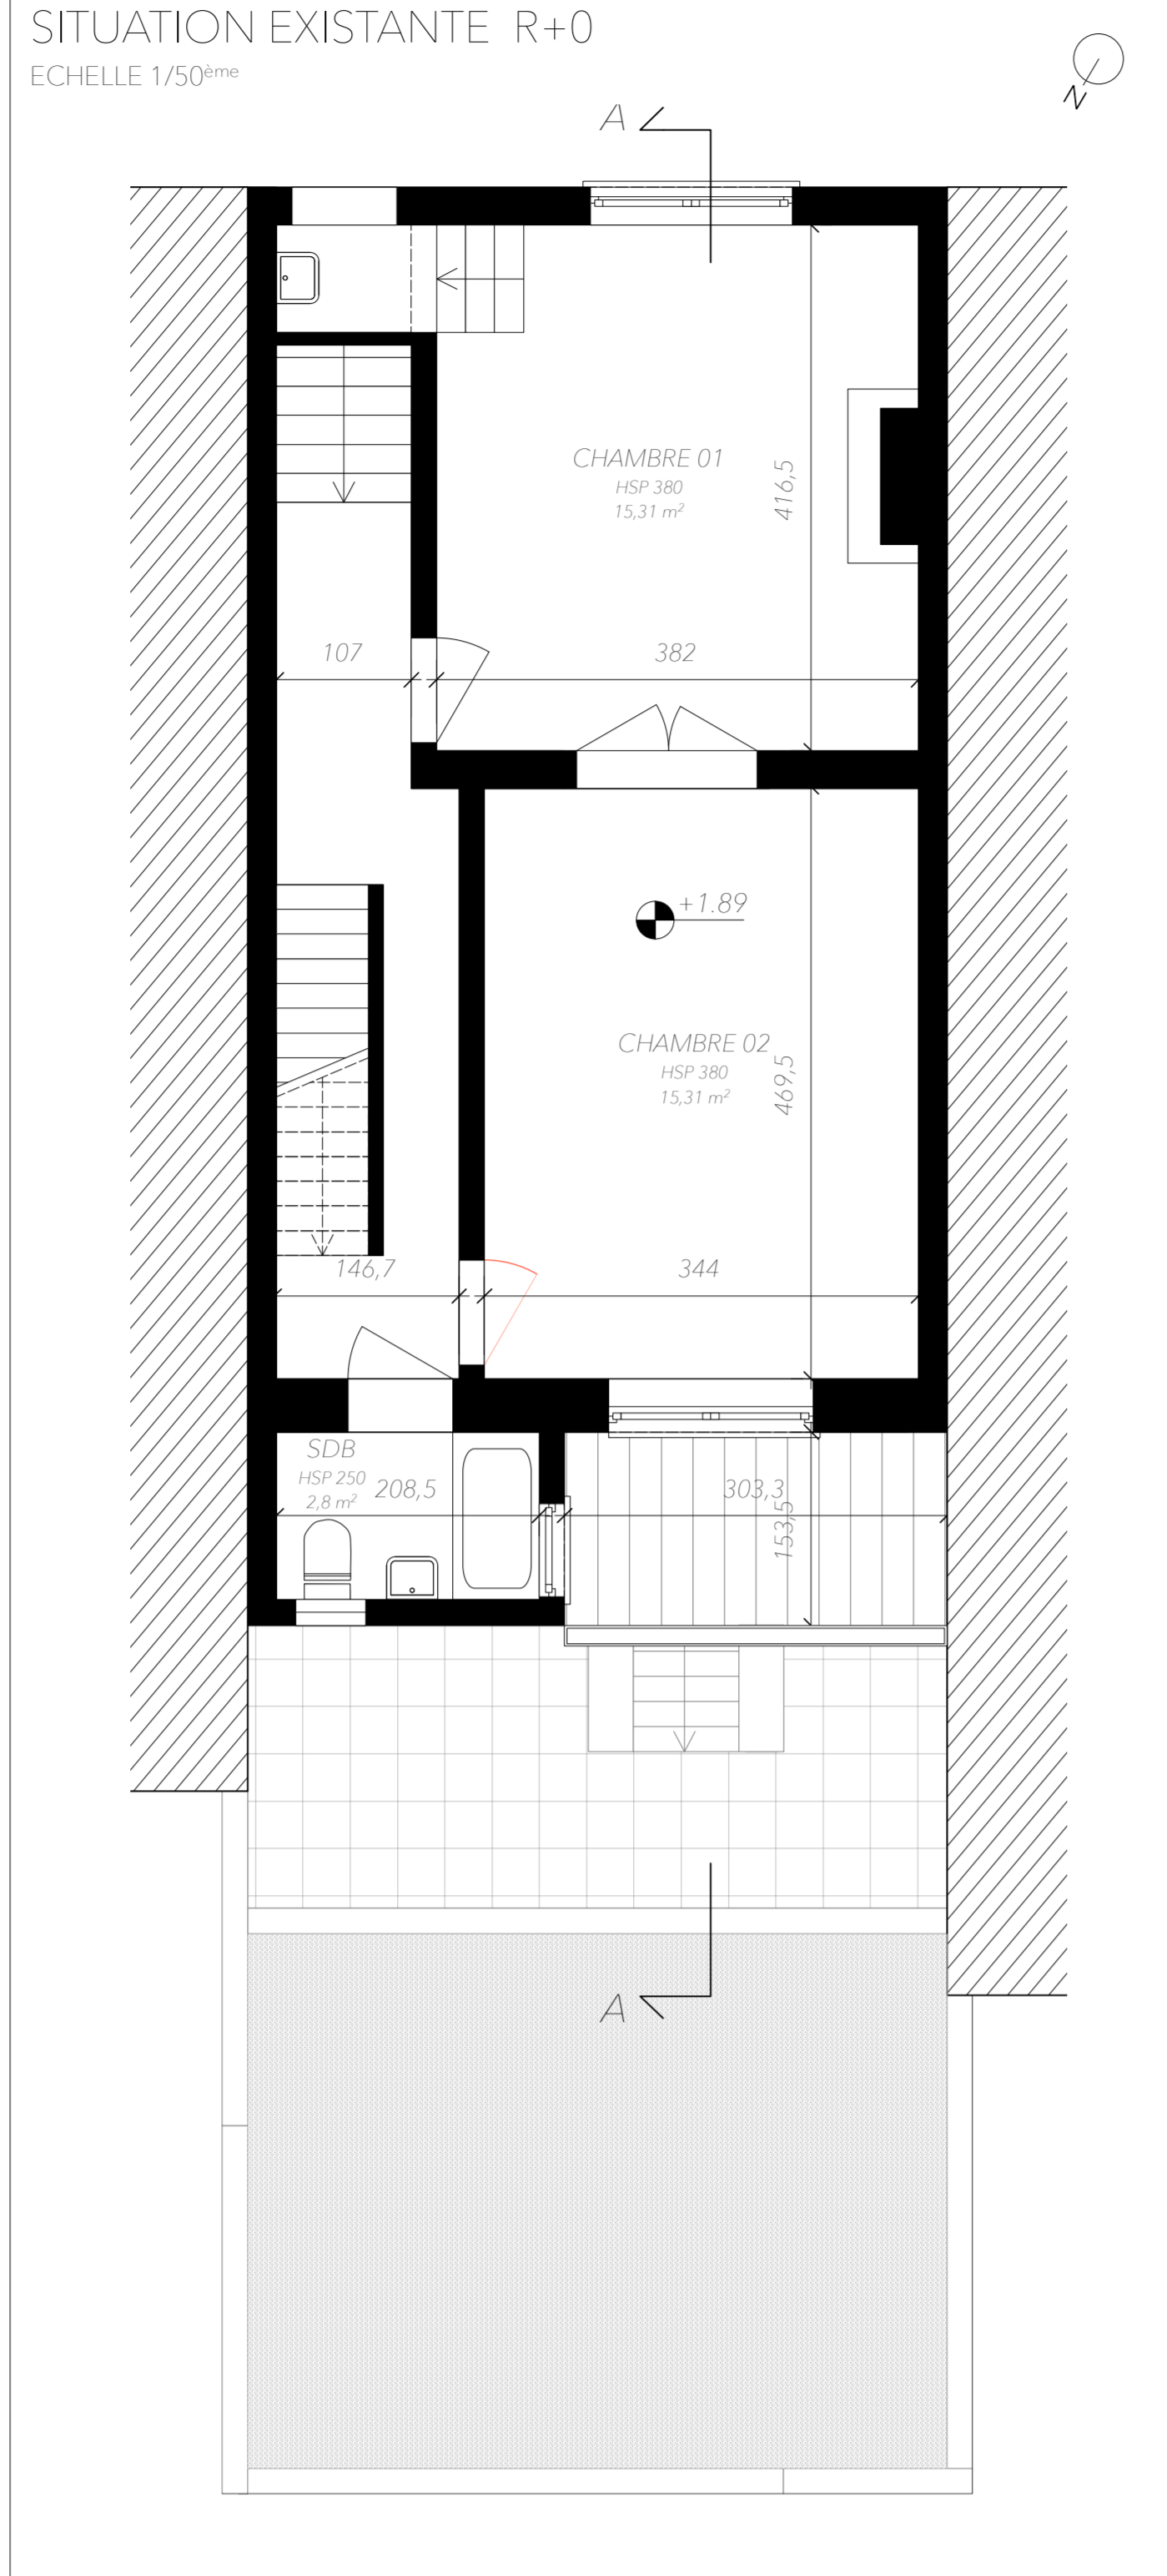 SITUATION EXISTANTE R+0
ECHELLE 1/50ème
N
A
CHAMBRE 01
HSP 380
15,31 m²
416,5
107
382
+1.89
CHAMBRE 02
HSP 380
15,31 m²
469,5
146,7
344
SDB
HSP 250
2,8 m²
208,5
303,3
153,5
A